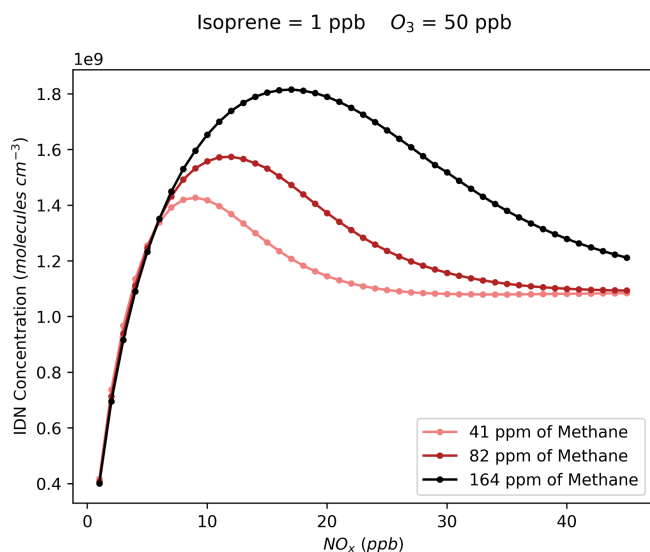 Isoprene = 1 ppb    O₃ = 50 ppb
1e9
1.8
1.6
1.4
1.2
1.0
0.8
0.6
0.4
IDN Concentration (molecules cm⁻³)
41 ppm of Methane
82 ppm of Methane
164 ppm of Methane
0 10 20 30 40
NOₓ (ppb)